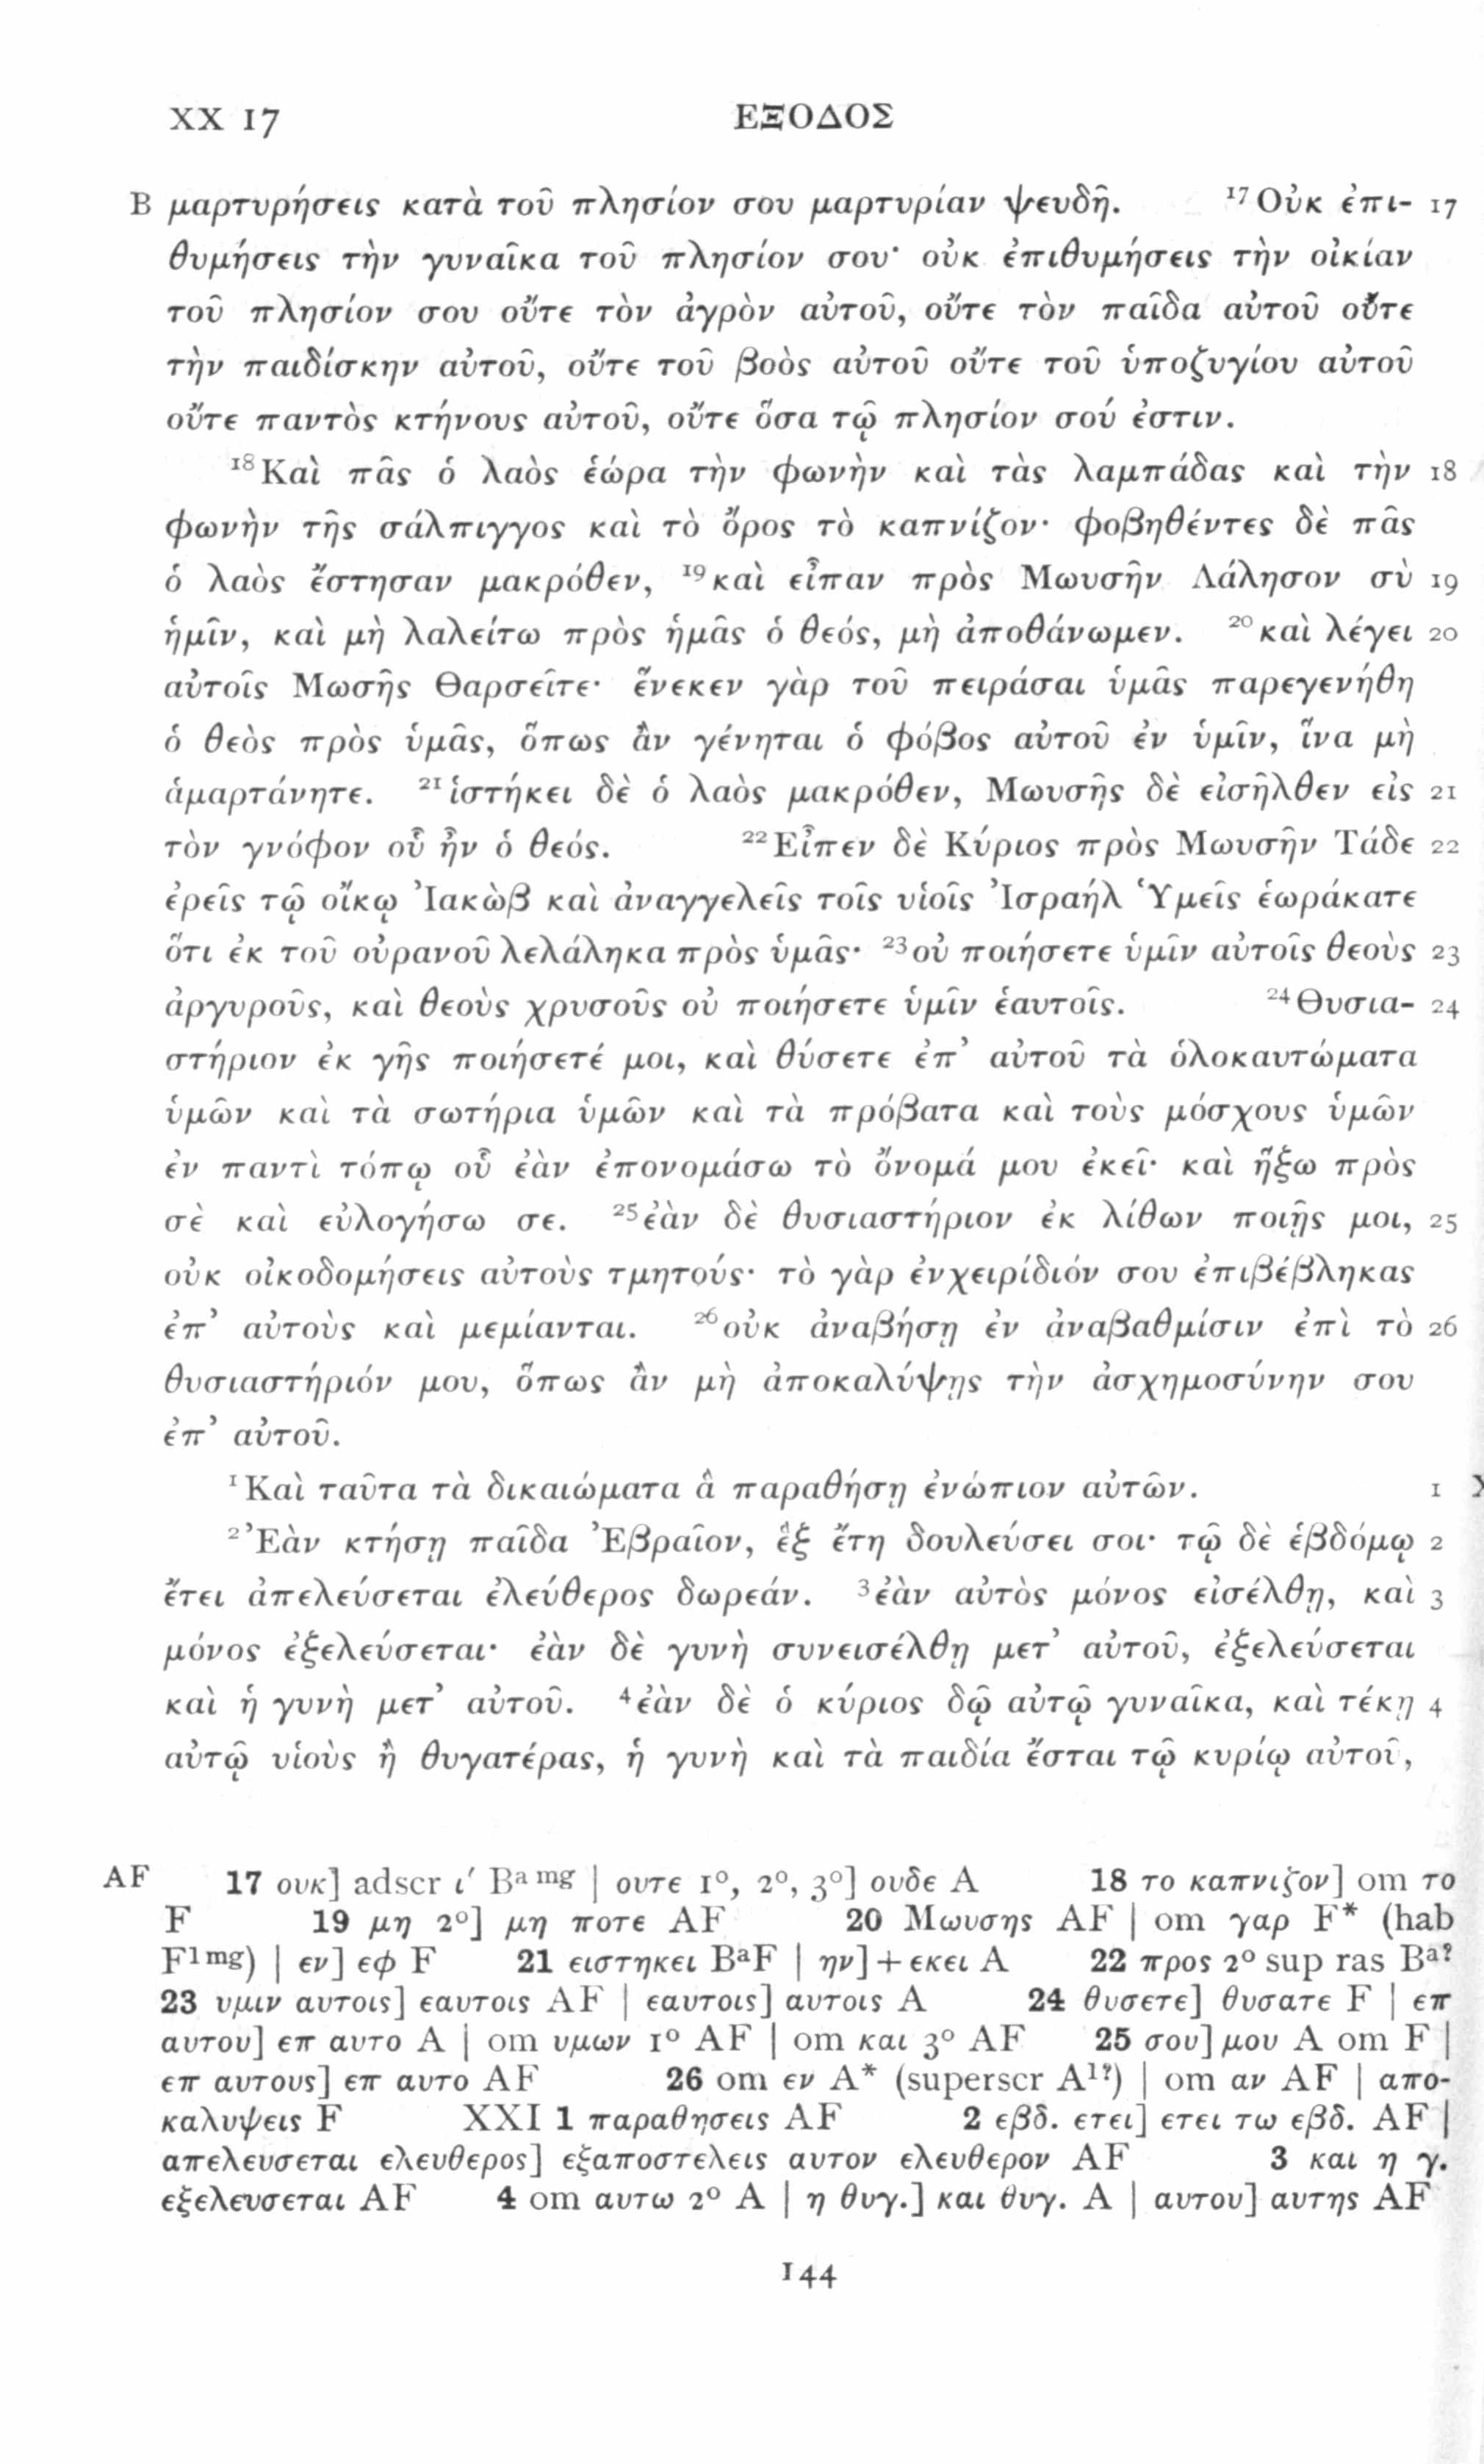 XX 17 ΕΞΟΔΟΣ
B μαρτυρήσεις κατὰ τοῦ πλησίον σου μαρτυρίαν ψευδῆ. ¹⁷Οὐκ ἐπι- 17
θυμήσεις τὴν γυναῖκα τοῦ πλησίον σου· οὐκ ἐπιθυμήσεις τὴν οἰκίαν
τοῦ πλησίον σου οὔτε τὸν ἀγρὸν αὐτοῦ, οὔτε τὸν παῖδα αὐτοῦ οὔτε
τὴν παιδίσκην αὐτοῦ, οὔτε τοῦ βοὸς αὐτοῦ οὔτε τοῦ ὑποζυγίου αὐτοῦ
οὔτε παντὸς κτήνους αὐτοῦ, οὔτε ὅσα τῷ πλησίον σού ἐστιν.
¹⁸Καὶ πᾶς ὁ λαὸς ἑώρα τὴν φωνὴν καὶ τὰς λαμπάδας καὶ τὴν 18
φωνὴν τῆς σάλπιγγος καὶ τὸ ὄρος τὸ καπνίζον· φοβηθέντες δὲ πᾶς
ὁ λαὸς ἔστησαν μακρόθεν, ¹⁹καὶ εἶπαν πρὸς Μωυσῆν Λάλησον σὺ 19
ἡμῖν, καὶ μὴ λαλείτω πρὸς ἡμᾶς ὁ θεός, μὴ ἀποθάνωμεν. ²⁰καὶ λέγει 20
αὐτοῖς Μωσῆς Θαρσεῖτε· ἕνεκεν γὰρ τοῦ πειράσαι ὑμᾶς παρεγενήθη
ὁ θεὸς πρὸς ὑμᾶς, ὅπως ἂν γένηται ὁ φόβος αὐτοῦ ἐν ὑμῖν, ἵνα μὴ
ἁμαρτάνητε. ²¹ἱστήκει δὲ ὁ λαὸς μακρόθεν, Μωυσῆς δὲ εἰσῆλθεν εἰς 21
τὸν γνόφον οὗ ἦν ὁ θεός. ²²Εἶπεν δὲ Κύριος πρὸς Μωυσῆν Τάδε 22
ἐρεῖς τῷ οἴκῳ Ἰακὼβ καὶ ἀναγγελεῖς τοῖς υἱοῖς Ἰσραήλ Ὑμεῖς ἑωράκατε
ὅτι ἐκ τοῦ οὐρανοῦ λελάληκα πρὸς ὑμᾶς· ²³οὐ ποιήσετε ὑμῖν αὐτοῖς θεοὺς 23
ἀργυροῦς, καὶ θεοὺς χρυσοῦς οὐ ποιήσετε ὑμῖν ἑαυτοῖς. ²⁴Θυσια- 24
στήριον ἐκ γῆς ποιήσετέ μοι, καὶ θύσετε ἐπ’ αὐτοῦ τὰ ὁλοκαυτώματα
ὑμῶν καὶ τὰ σωτήρια ὑμῶν καὶ τὰ πρόβατα καὶ τοὺς μόσχους ὑμῶν
ἐν παντὶ τόπῳ οὗ ἐὰν ἐπονομάσω τὸ ὄνομά μου ἐκεῖ· καὶ ἥξω πρὸς
σὲ καὶ εὐλογήσω σε. ²⁵ἐὰν δὲ θυσιαστήριον ἐκ λίθων ποιῇς μοι, 25
οὐκ οἰκοδομήσεις αὐτοὺς τμητούς· τὸ γὰρ ἐνχειρίδιόν σου ἐπιβέβληκας
ἐπ’ αὐτοὺς καὶ μεμίανται. ²⁶οὐκ ἀναβήσῃ ἐν ἀναβαθμίσιν ἐπὶ τὸ 26
θυσιαστήριόν μου, ὅπως ἂν μὴ ἀποκαλύψῃς τὴν ἀσχημοσύνην σου
ἐπ’ αὐτοῦ.
¹Καὶ ταῦτα τὰ δικαιώματα ἃ παραθήσῃ ἐνώπιον αὐτῶν. 1
²Ἐὰν κτήσῃ παῖδα Ἐβραῖον, ἓξ ἔτη δουλεύσει σοι· τῷ δὲ ἑβδόμῳ 2
ἔτει ἀπελεύσεται ἐλεύθερος δωρεάν. ³ἐὰν αὐτὸς μόνος εἰσέλθῃ, καὶ 3
μόνος ἐξελεύσεται· ἐὰν δὲ γυνὴ συνεισέλθῃ μετ’ αὐτοῦ, ἐξελεύσεται
καὶ ἡ γυνὴ μετ’ αὐτοῦ. ⁴ἐὰν δὲ ὁ κύριος δῷ αὐτῷ γυναῖκα, καὶ τέκῃ 4
αὐτῷ υἱοὺς ἢ θυγατέρας, ἡ γυνὴ καὶ τὰ παιδία ἔσται τῷ κυρίῳ αὐτοῦ,
AF 17 ουκ] adscr ι′ Bᵃ ᵐᵍ | ουτε 1º, 2º, 3º] ουδε A 18 το καπνιζον] om το
F 19 μη 2º] μη ποτε AF 20 Μωυσης AF | om γαρ F* (hab
F¹ᵐᵍ) | εν] εφ F 21 ειστηκει BᵃF | ην]+εκει A 22 προς 2º sup ras Bᵃ?
23 υμιν αυτοις] εαυτοις AF | εαυτοις] αυτοις A 24 θυσετε] θυσατε F | επ
αυτου] επ αυτο A | om υμων 1º AF | om και 3º AF 25 σου] μου A om F |
επ αυτους] επ αυτο AF 26 om εν A* (superscr A¹?) | om αν AF | απο-
καλυψεις F XXI 1 παραθησεις AF 2 εβδ. ετει] ετει τω εβδ. AF |
απελευσεται ελευθερος] εξαποστελεις αυτον ελευθερον AF 3 και η γ.
εξελευσεται AF 4 om αυτω 2º A | η θυγ.] και θυγ. A | αυτου] αυτης AF
144